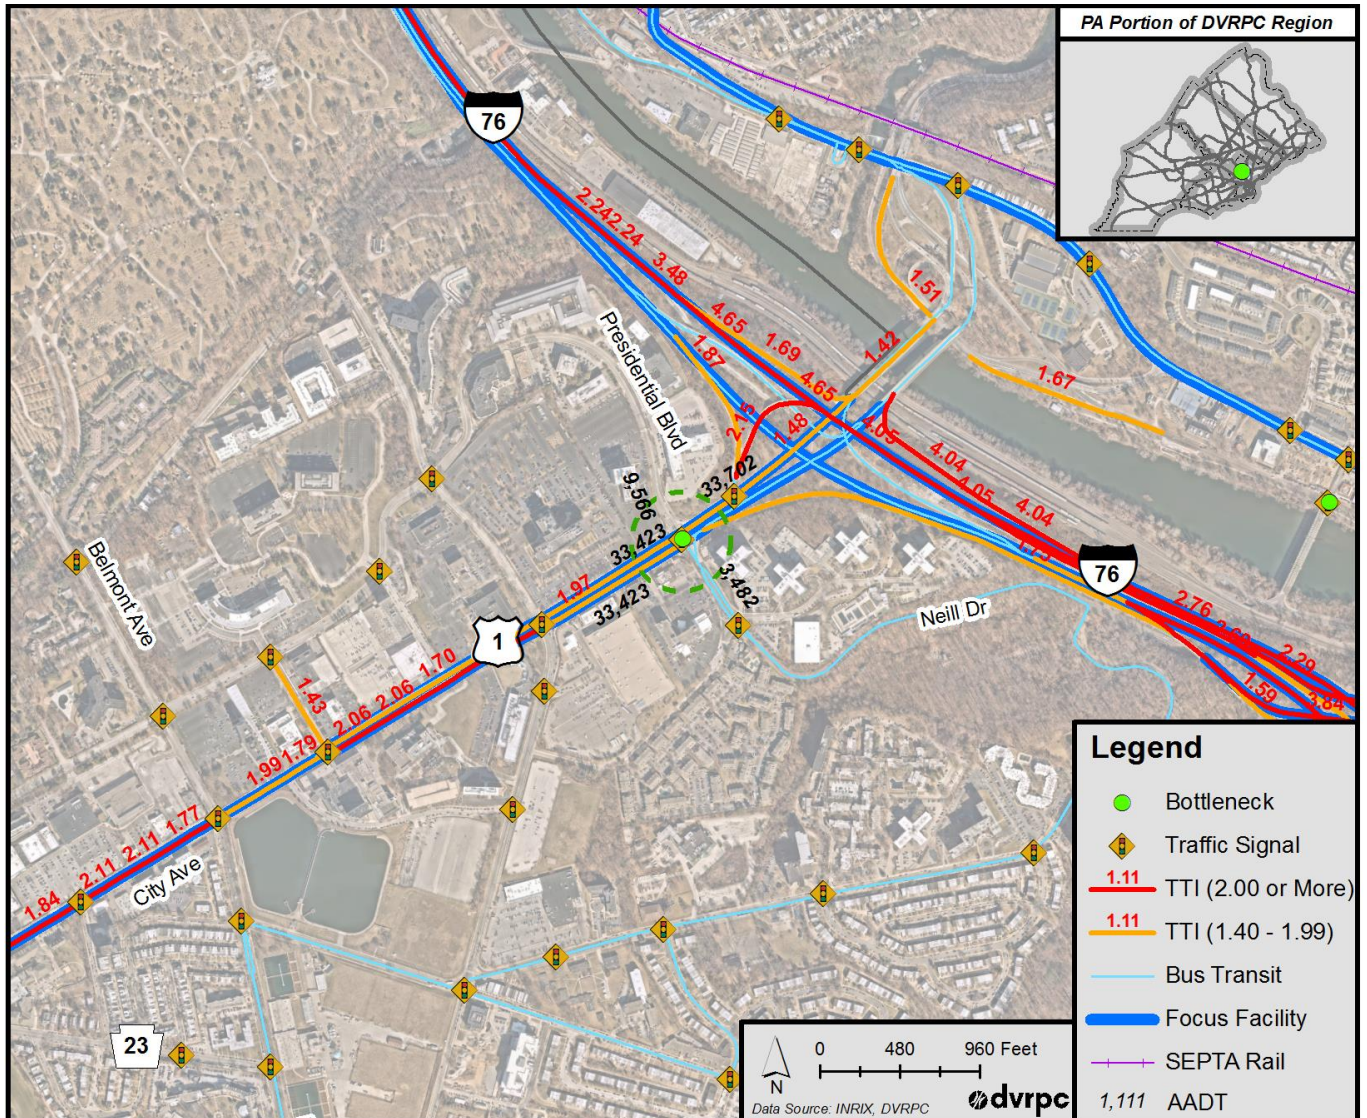 PA Portion of DVRPC Region
76
2.24
2.24
3.48
4.65
1.69
4.65
1.87
Presidential Blvd
1.51
1.42
1.67
2.15
1.48
4.05
4.04
4.05
4.04
33,702
9,566
33,423
33,423
3,482
1.97
76
2.76
2.29
1.59
3.84
Neill Dr
Belmont Ave
1
1.70
2.06
2.06
1.43
1.79
1.99
1.77
2.11
2.11
1.84
City Ave
23
Legend
Bottleneck
Traffic Signal
1.11 TTI (2.00 or More)
1.11 TTI (1.40 - 1.99)
Bus Transit
Focus Facility
SEPTA Rail
1,111 AADT
0 480 960 Feet
N
Data Source: INRIX, DVRPC
dvrpc